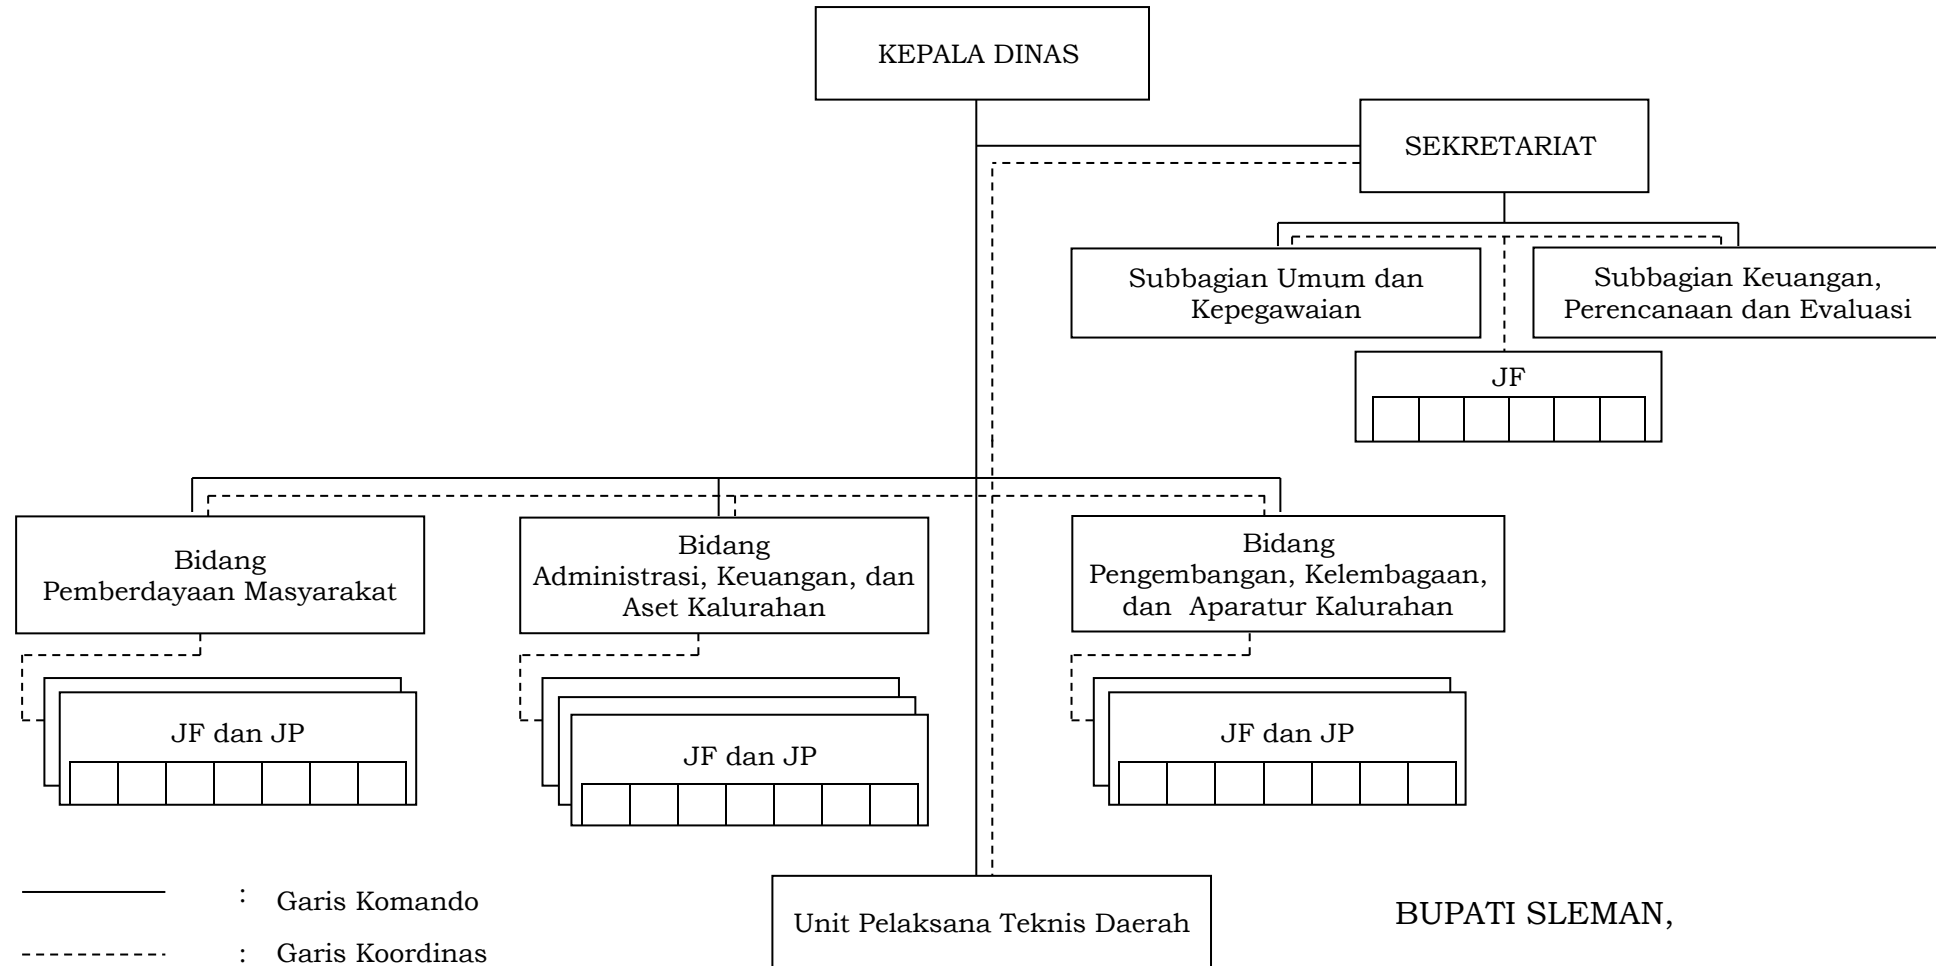 KEPALA DINAS
SEKRETARIAT
Subbagian Umum dan
Kepegawaian
Subbagian Keuangan,
Perencanaan dan Evaluasi
JF
Bidang
Pemberdayaan Masyarakat
Bidang
Administrasi, Keuangan, dan
Aset Kalurahan
Bidang
Pengembangan, Kelembagaan,
dan Aparatur Kalurahan
JF dan JP
JF dan JP
JF dan JP
: Garis Komando
: Garis Koordinas
Unit Pelaksana Teknis Daerah
BUPATI SLEMAN,